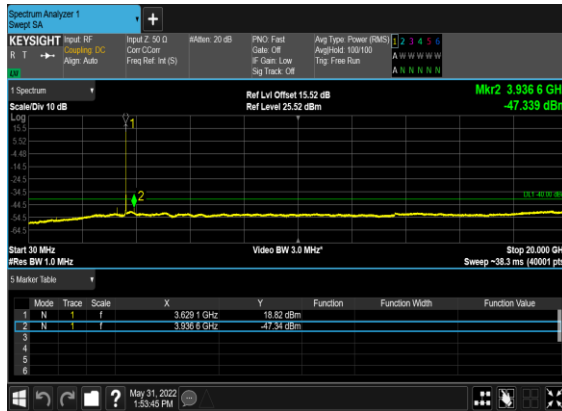 Spectrum Analyzer 1
Swept SA
+
KEYSIGHT
R T
Input: RF
Coupling: DC
Align: Auto
Input Z: 50 Ω
Corr CCorr
Freq Ref: Int (S)
#Atten: 20 dB
PNO: Fast
Gate: Off
IF Gain: Low
Sig Track: Off
Avg Type: Power (RMS)
Avg|Hold: 100/100
Trig: Free Run
1 2 3 4 5 6
A W W W W W
A N N N N N
1 Spectrum
Scale/Div 10 dB
Log
Ref Lvl Offset 15.52 dB
Ref Level 25.52 dBm
Mkr2 3.936 6 GH
-47.339 dBm
15.5
5.52
-4.48
-14.5
-24.5
-34.5
-44.5
-54.5
-64.5
1
2
UL1 -40.00 dB
Start 30 MHz
#Res BW 1.0 MHz
Video BW 3.0 MHz*
Stop 20.000 GH
Sweep ~38.3 ms (40001 pts
5 Marker Table
Mode Trace Scale X Y Function Function Width Function Value
1 N 1 f 3.629 1 GHz 18.82 dBm
2 N 1 f 3.936 6 GHz -47.34 dBm
3
4
5
6
?
May 31, 2022
1:53:45 PM